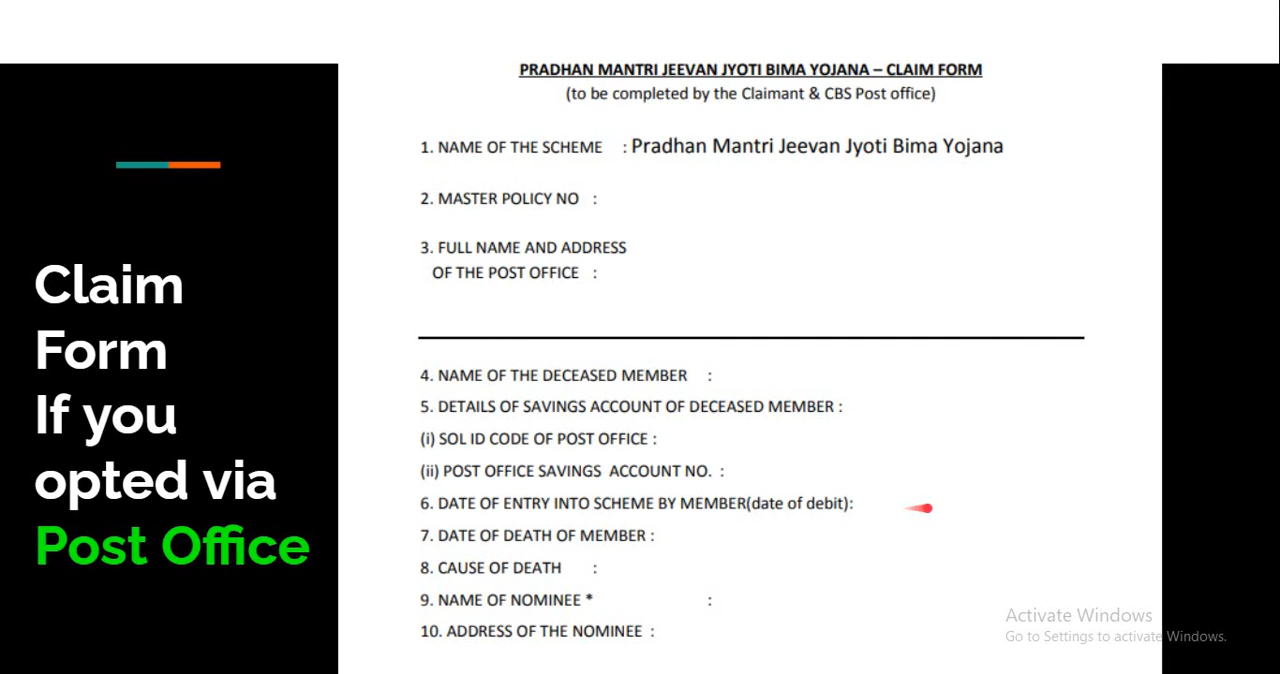 Claim
Form
If you
opted via
Post Office
PRADHAN MANTRI JEEVAN JYOTI BIMA YOJANA – CLAIM FORM
(to be completed by the Claimant & CBS Post office)
1. NAME OF THE SCHEME : Pradhan Mantri Jeevan Jyoti Bima Yojana
2. MASTER POLICY NO :
3. FULL NAME AND ADDRESS
OF THE POST OFFICE :
4. NAME OF THE DECEASED MEMBER :
5. DETAILS OF SAVINGS ACCOUNT OF DECEASED MEMBER :
(i) SOL ID CODE OF POST OFFICE :
(ii) POST OFFICE SAVINGS ACCOUNT NO. :
6. DATE OF ENTRY INTO SCHEME BY MEMBER(date of debit):
7. DATE OF DEATH OF MEMBER :
8. CAUSE OF DEATH :
9. NAME OF NOMINEE * :
10. ADDRESS OF THE NOMINEE :
Activate Windows
Go to Settings to activate Windows.